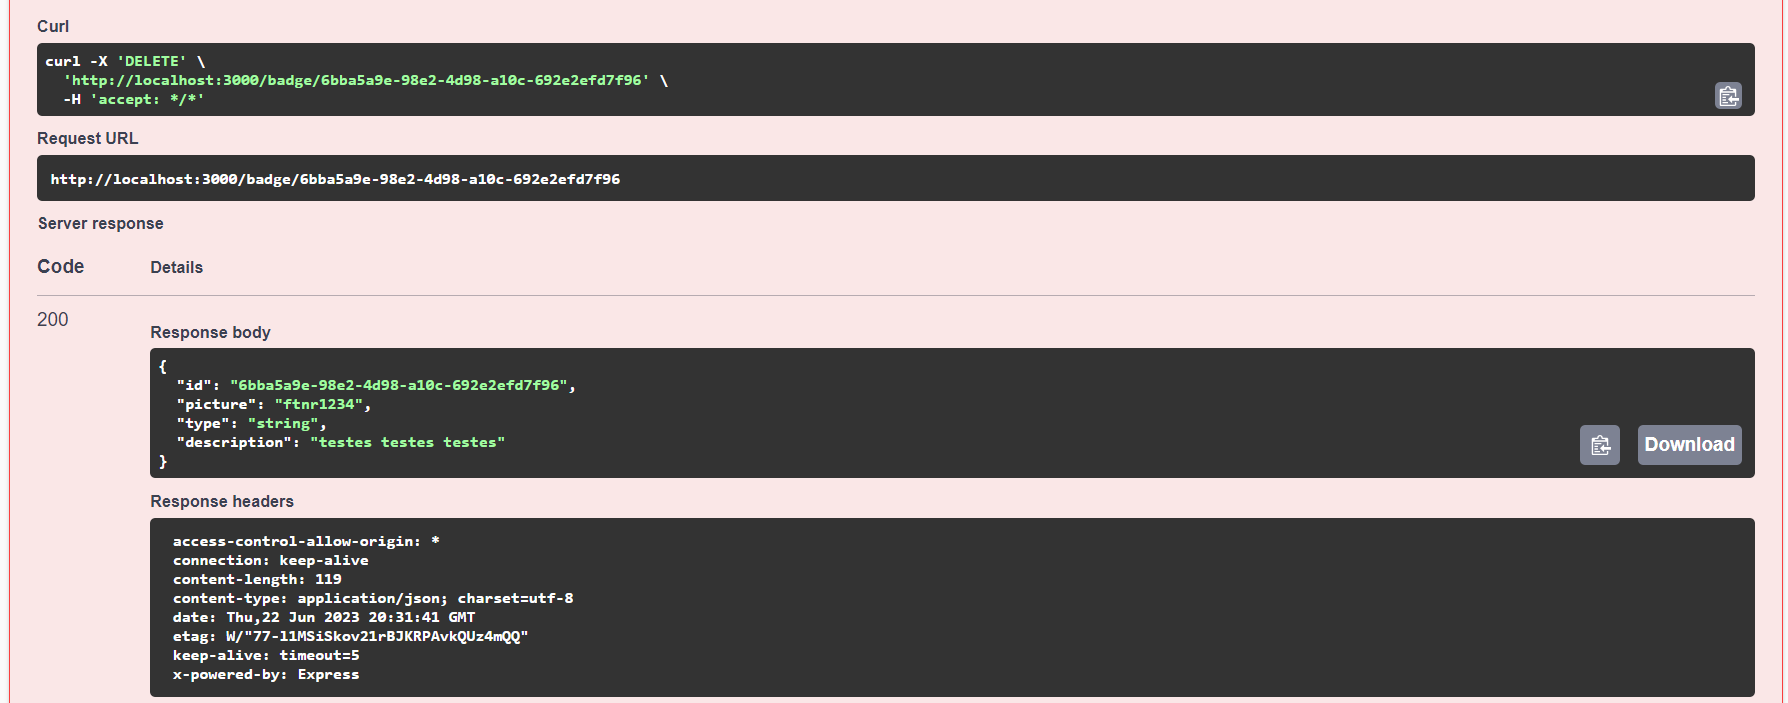 Curl
curl -X 'DELETE' \
'http://localhost:3000/badge/6bba5a9e-98e2-4d98-a10c-692e2efd7f96' \
-H 'accept: */*'
Request URL
http://localhost:3000/badge/6bba5a9e-98e2-4d98-a10c-692e2efd7f96
Server response
Code Details
200
Response body
{
"id": "6bba5a9e-98e2-4d98-a10c-692e2efd7f96",
"picture": "ftnr1234",
"type": "string",
"description": "testes testes testes"
}
Download
Response headers
access-control-allow-origin: *
connection: keep-alive
content-length: 119
content-type: application/json; charset=utf-8
date: Thu,22 Jun 2023 20:31:41 GMT
etag: W/"77-l1MSiSkov21rBJKRPAvkQUz4mQQ"
keep-alive: timeout=5
x-powered-by: Express